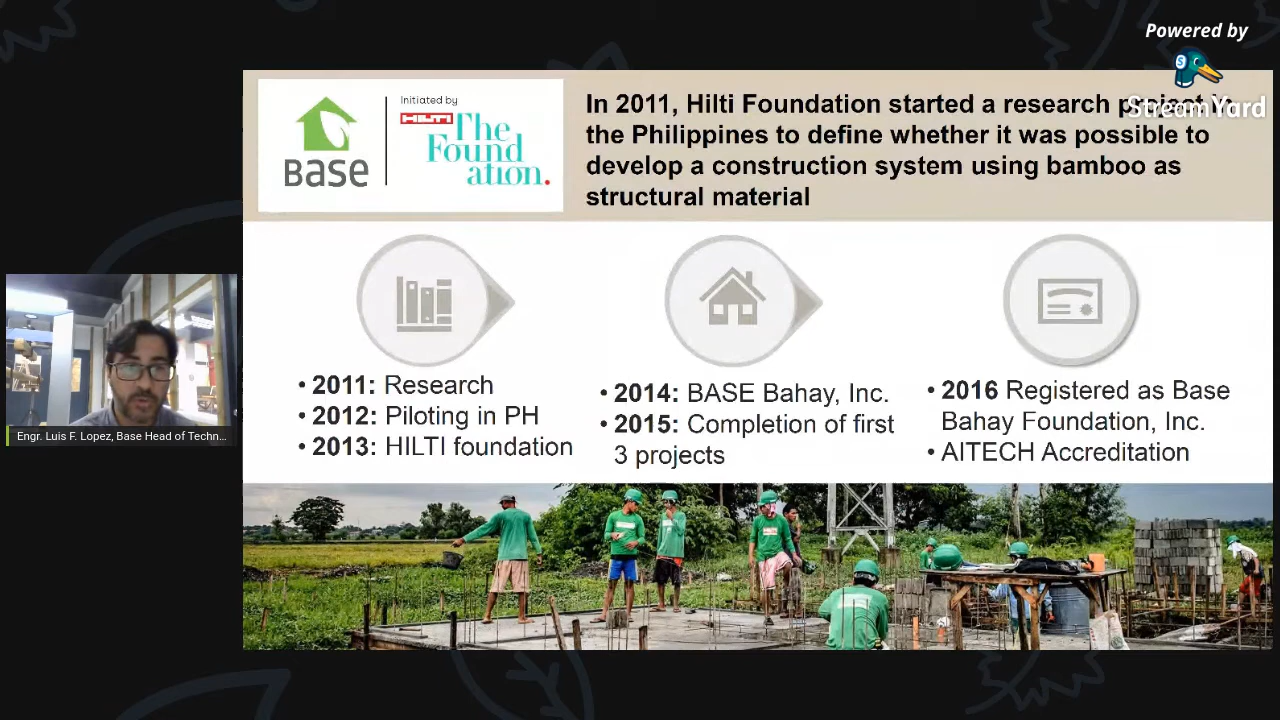 Powered by
StreamYard
BASE
Initiated by
HILTI
The
Found
ation.
In 2011, Hilti Foundation started a research project in
the Philippines to define whether it was possible to
develop a construction system using bamboo as
structural material
• 2011: Research
• 2012: Piloting in PH
• 2013: HILTI foundation
• 2014: BASE Bahay, Inc.
• 2015: Completion of first
3 projects
• 2016 Registered as Base
Bahay Foundation, Inc.
• AITECH Accreditation
Engr. Luis F. Lopez, Base Head of Techn...